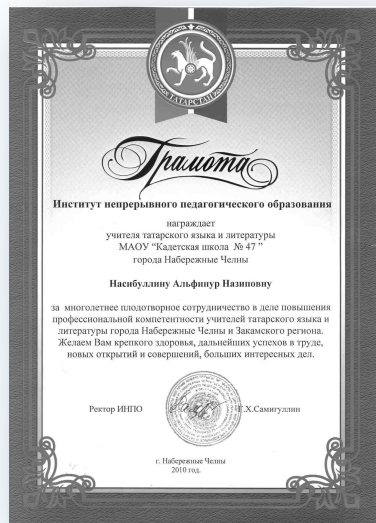 ТАТАРСТАН
Грамота
Институт непрерывного педагогического образования
награждает
учителя татарского языка и литературы
МАОУ "Кадетская школа № 47 "
города Набережные Челны
Насибуллину Альфинур Назиповну
за многолетнее плодотворное сотрудничество в деле повышения
профессиональной компетентности учителей татарского языка и
литературы города Набережные Челны и Закамского региона.
Желаем Вам крепкого здоровья, дальнейших успехов в труде,
новых открытий и совершений, больших интересных дел.
Ректор ИНПО Г.Х.Самигуллин
г. Набережные Челны
2010 год.